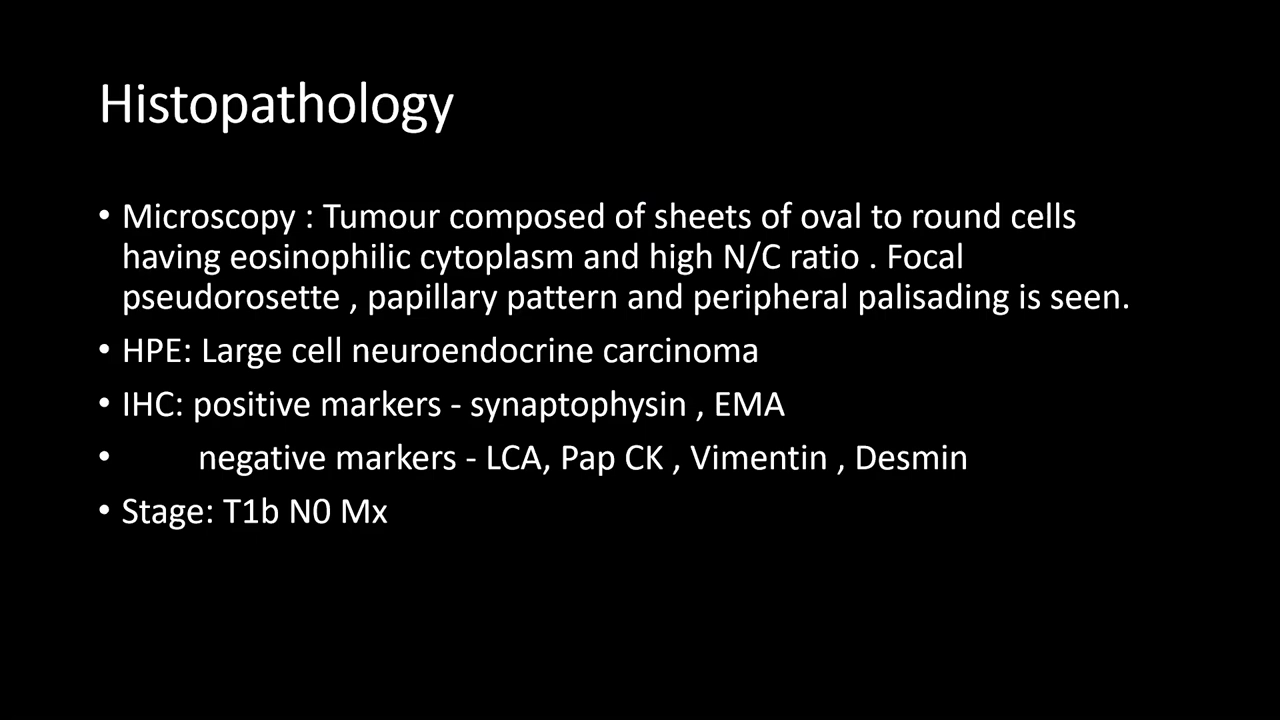 Histopathology
• Microscopy : Tumour composed of sheets of oval to round cells
having eosinophilic cytoplasm and high N/C ratio . Focal
pseudorosette , papillary pattern and peripheral palisading is seen.
• HPE: Large cell neuroendocrine carcinoma
• IHC: positive markers - synaptophysin , EMA
• negative markers - LCA, Pap CK , Vimentin , Desmin
• Stage: T1b N0 Mx